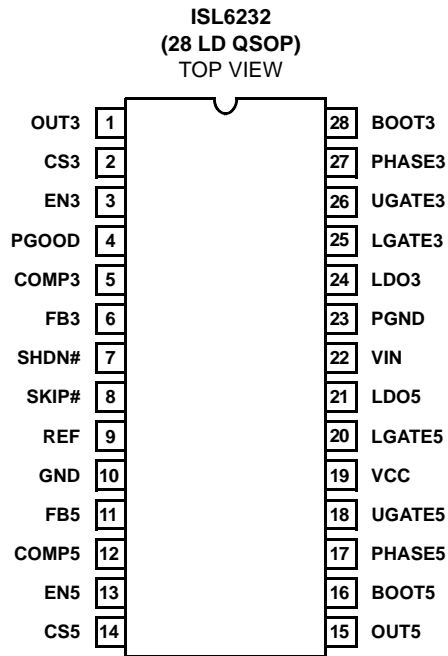 ISL6232
(28 LD QSOP)
TOP VIEW
OUT3 1 28 BOOT3
CS3 2 27 PHASE3
EN3 3 26 UGATE3
PGOOD 4 25 LGATE3
COMP3 5 24 LDO3
FB3 6 23 PGND
SHDN# 7 22 VIN
SKIP# 8 21 LDO5
REF 9 20 LGATE5
GND 10 19 VCC
FB5 11 18 UGATE5
COMP5 12 17 PHASE5
EN5 13 16 BOOT5
CS5 14 15 OUT5